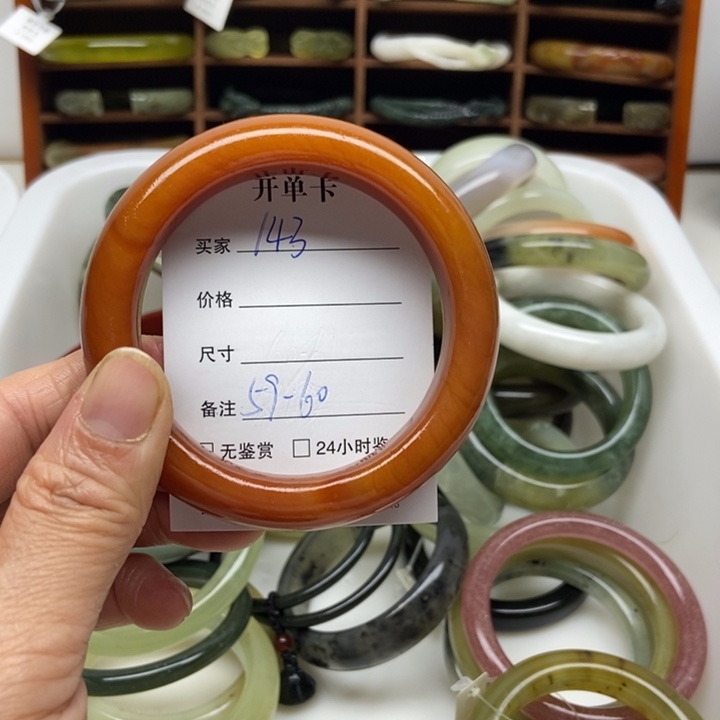 开单卡
买家 143
价格
尺寸
备注 59-60
无鉴赏 24小时鉴